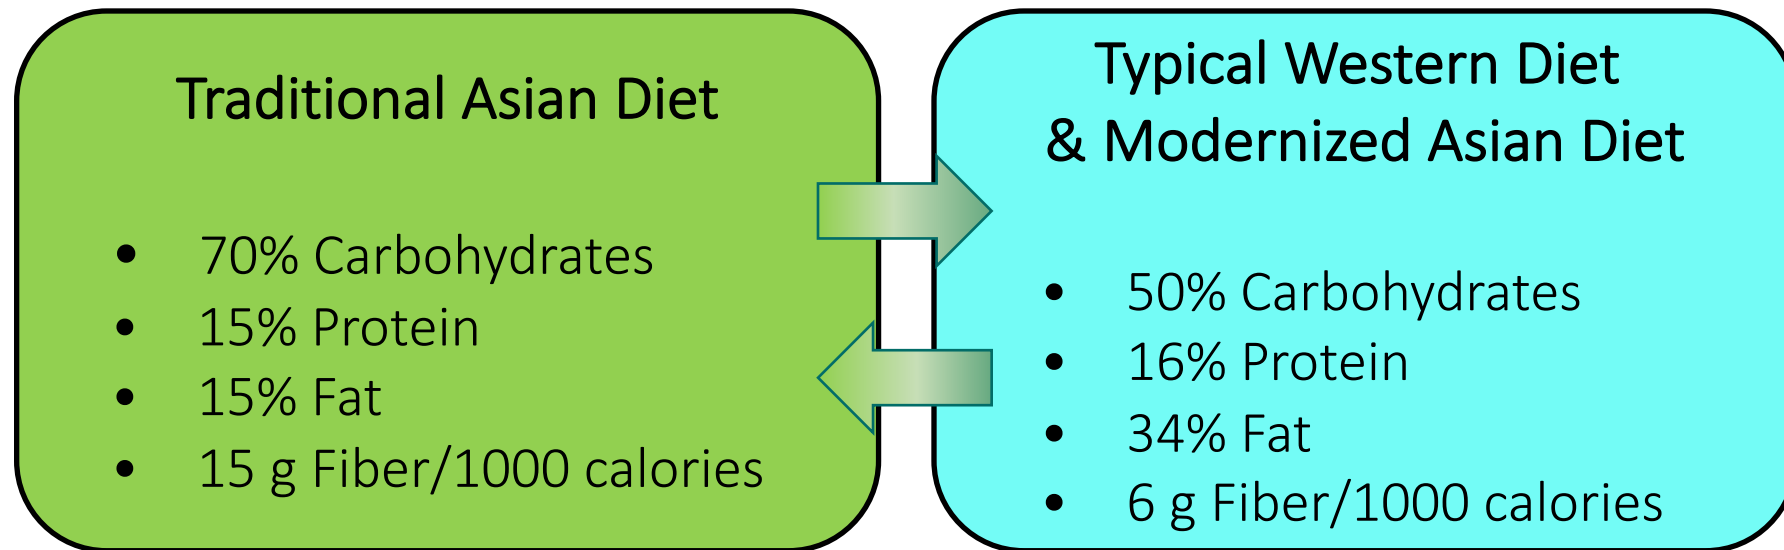 Traditional Asian Diet
• 70% Carbohydrates
• 15% Protein
• 15% Fat
• 15 g Fiber/1000 calories
Typical Western Diet
& Modernized Asian Diet
• 50% Carbohydrates
• 16% Protein
• 34% Fat
• 6 g Fiber/1000 calories